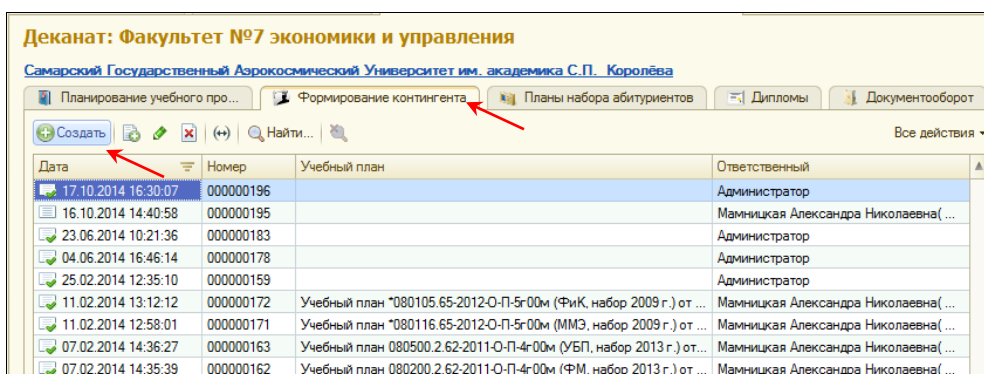 Деканат: Факультет №7 экономики и управления
Самарский Государственный Аэрокосмический Университет им. академика С.П. Королёва
Планирование учебного про... Формирование контингента Планы набора абитуриентов Дипломы Документооборот
Создать Найти... Все действия
Дата Номер Учебный план Ответственный
17.10.2014 16:30:07 000000196 Администратор
16.10.2014 14:40:58 000000195 Мамницкая Александра Николаевна( ...
23.06.2014 10:21:36 000000183 Администратор
04.06.2014 16:46:14 000000178 Администратор
25.02.2014 12:35:10 000000159 Администратор
11.02.2014 13:12:12 000000172 Учебный план *080105.65-2012-О-П-5г00м (ФиК, набор 2009 г.) от ... Мамницкая Александра Николаевна( ...
11.02.2014 12:58:01 000000171 Учебный план *080116.65-2012-О-П-5г00м (ММЭ, набор 2009 г.) от ... Мамницкая Александра Николаевна( ...
07.02.2014 14:36:27 000000163 Учебный план 080500.2.62-2011-О-П-4г00м (УБП, набор 2013 г.) от... Мамницкая Александра Николаевна( ...
07.02.2014 14:35:39 000000162 Учебный план 080200.2.62-2011-О-П-4г00м (ФМ, набор 2013 г.) от ... Мамницкая Александра Николаевна( ...